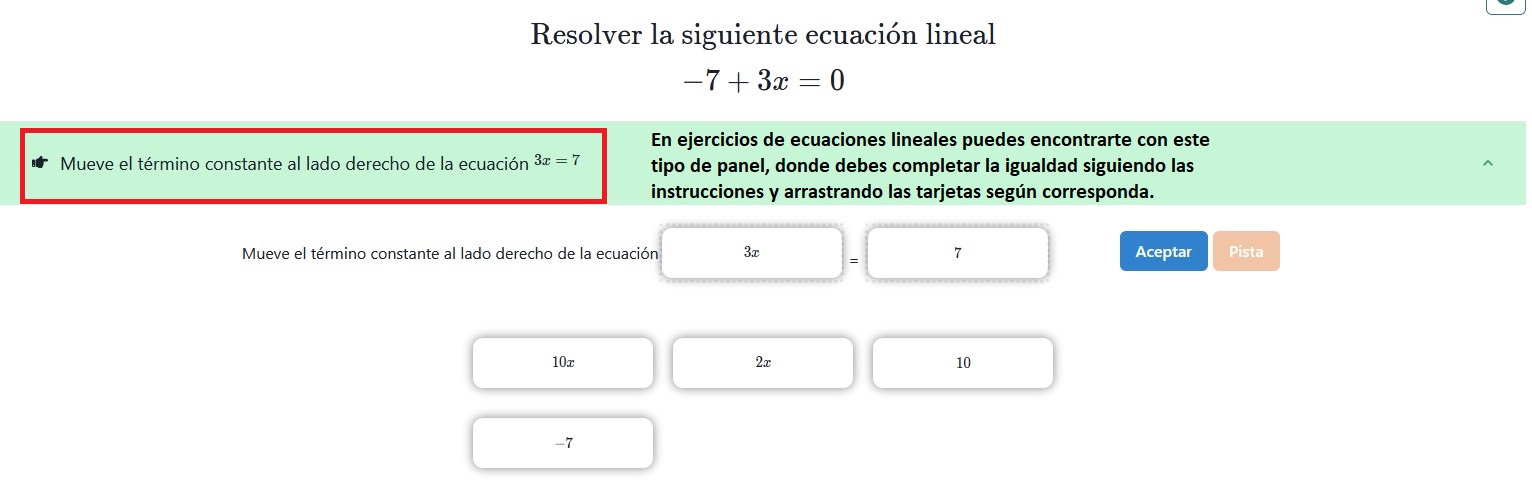 Resolver la siguiente ecuación lineal
−7 + 3x = 0
Mueve el término constante al lado derecho de la ecuación 3x = 7
En ejercicios de ecuaciones lineales puedes encontrarte con este
tipo de panel, donde debes completar la igualdad siguiendo las
instrucciones y arrastrando las tarjetas según corresponda.
Mueve el término constante al lado derecho de la ecuación 3x = 7 Aceptar Pista
10x 2x 10
−7